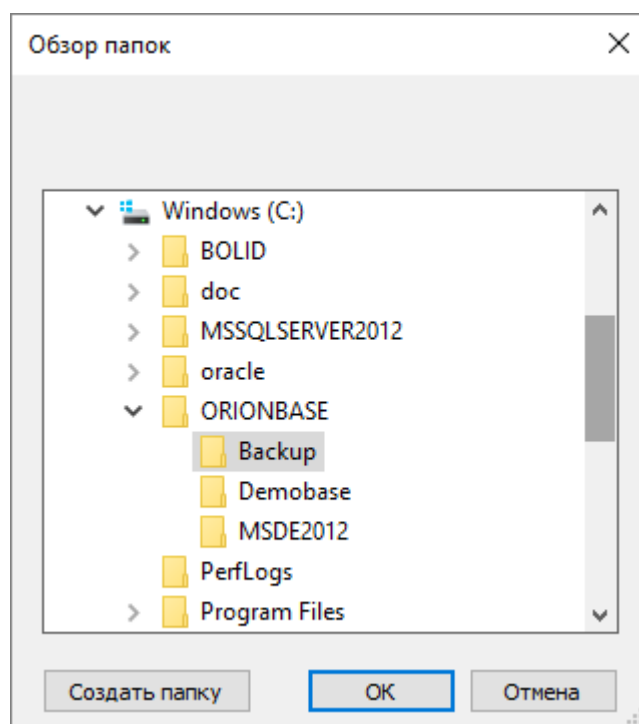 Обзор папок
Windows (C:)
BOLID
doc
MSSQLSERVER2012
oracle
ORIONBASE
Backup
Demobase
MSDE2012
PerfLogs
Program Files
Создать папку
OK
Отмена